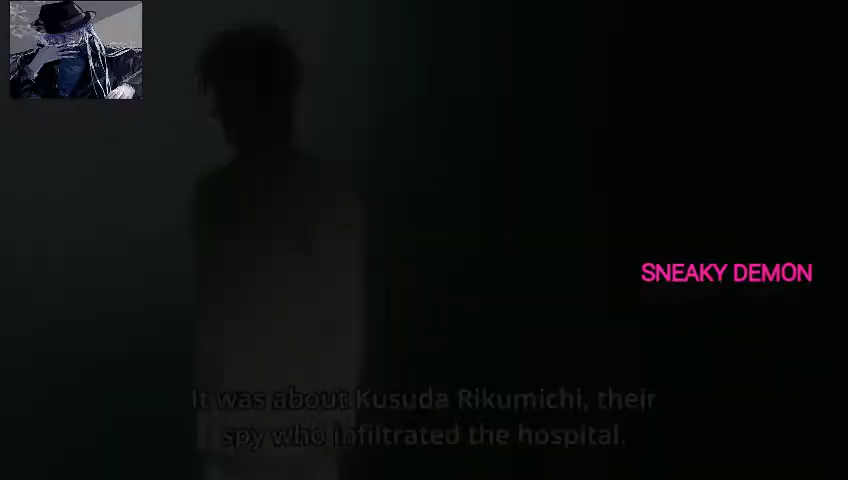 SNEAKY DEMON
It was about Kusuda Rikumichi, their
spy who infiltrated the hospital.